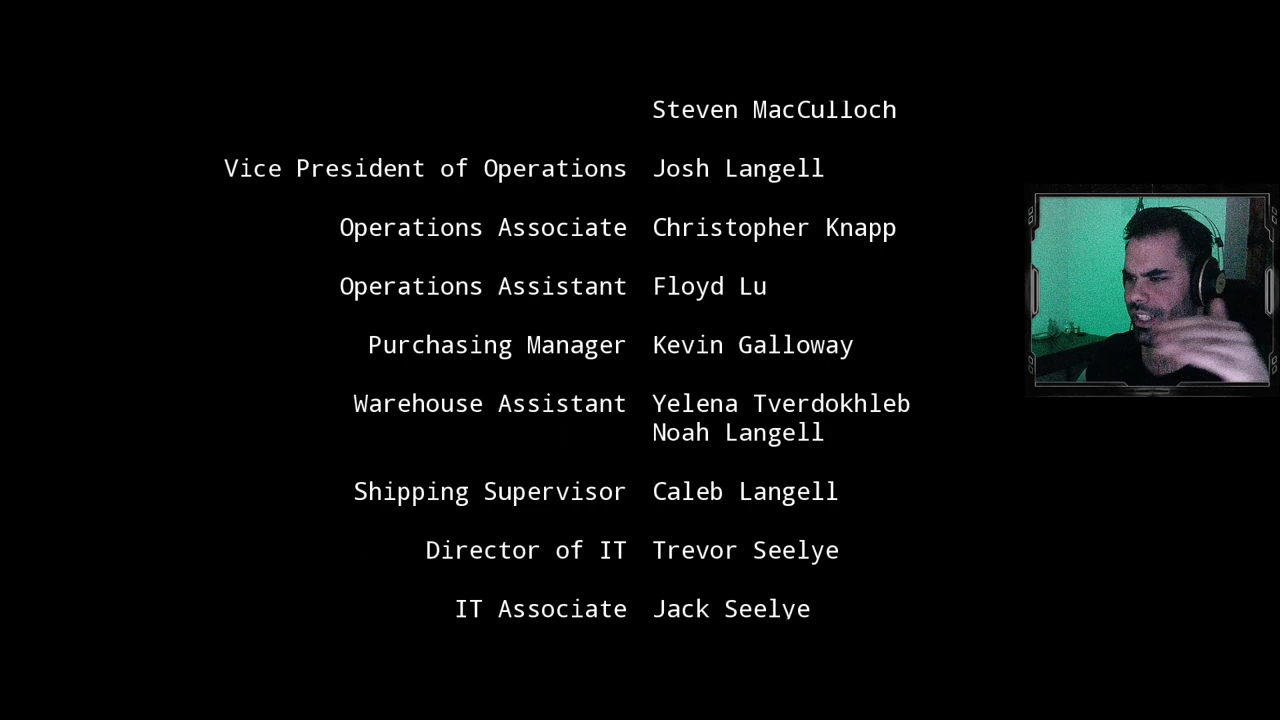 Steven MacCulloch
Vice President of Operations Josh Langell
Operations Associate Christopher Knapp
Operations Assistant Floyd Lu
Purchasing Manager Kevin Galloway
Warehouse Assistant Yelena Tverdokhleb
Noah Langell
Shipping Supervisor Caleb Langell
Director of IT Trevor Seelye
IT Associate Jack Seelye